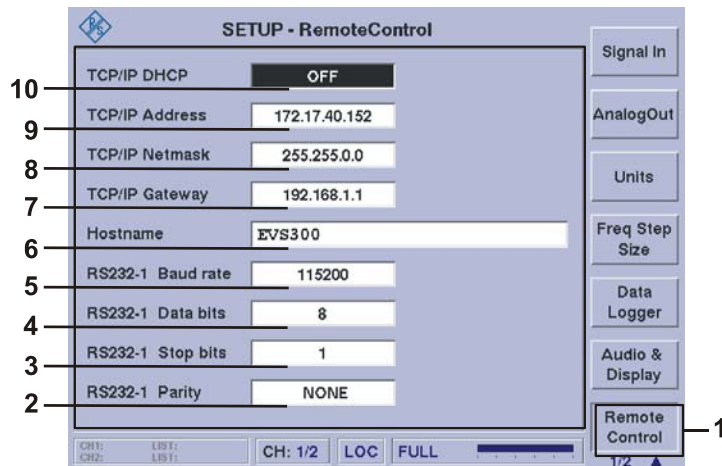 R&S
SETUP - RemoteControl
Signal In
10 TCP/IP DHCP OFF
9 TCP/IP Address 172.17.40.152 AnalogOut
8 TCP/IP Netmask 255.255.0.0
Units
7 TCP/IP Gateway 192.168.1.1
6 Hostname EVS300 Freq Step
Size
5 RS232-1 Baud rate 115200
Data
4 RS232-1 Data bits 8 Logger
3 RS232-1 Stop bits 1 Audio &
Display
2 RS232-1 Parity NONE
Remote
Control 1
CH1: LIST:
CH2: LIST:
CH: 1/2 LOC FULL
1/2